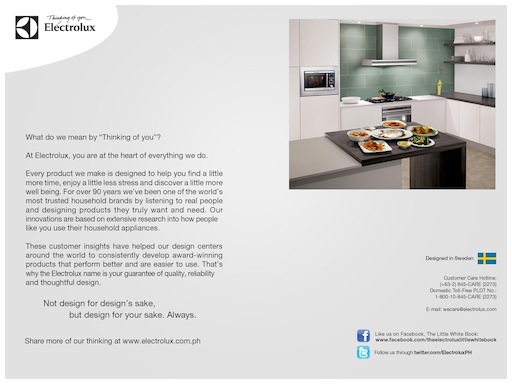 Thinking of you
Electrolux
What do we mean by "Thinking of you"?
At Electrolux, you are at the heart of everything we do.
Every product we make is designed to help you find a little
more time, enjoy a little less stress and discover a little more
well being. For over 90 years we've been one of the world's
most trusted household brands by listening to real people
and designing products they truly want and need. Our
innovations are based on extensive research into how people
like you use their household appliances.
These customer insights have helped our design centers
around the world to consistently develop award-winning
products that perform better and are easier to use. That's
why the Electrolux name is your guarantee of quality, reliability
and thoughtful design.
Not design for design's sake,
but design for your sake. Always.
Share more of our thinking at www.electrolux.com.ph
Designed in Sweden
Customer Care Hotline:
(+63-2) 845-CARE (2273)
Domestic Toll-Free PLDT No.:
1-800-10-845-CARE (2273)
E-mail: wecare@electrolux.com
Like us on Facebook, The Little White Book:
www.facebook.com/theelectroluxlittlewhitebook
Follow us through twitter.com/ElectroluxPH